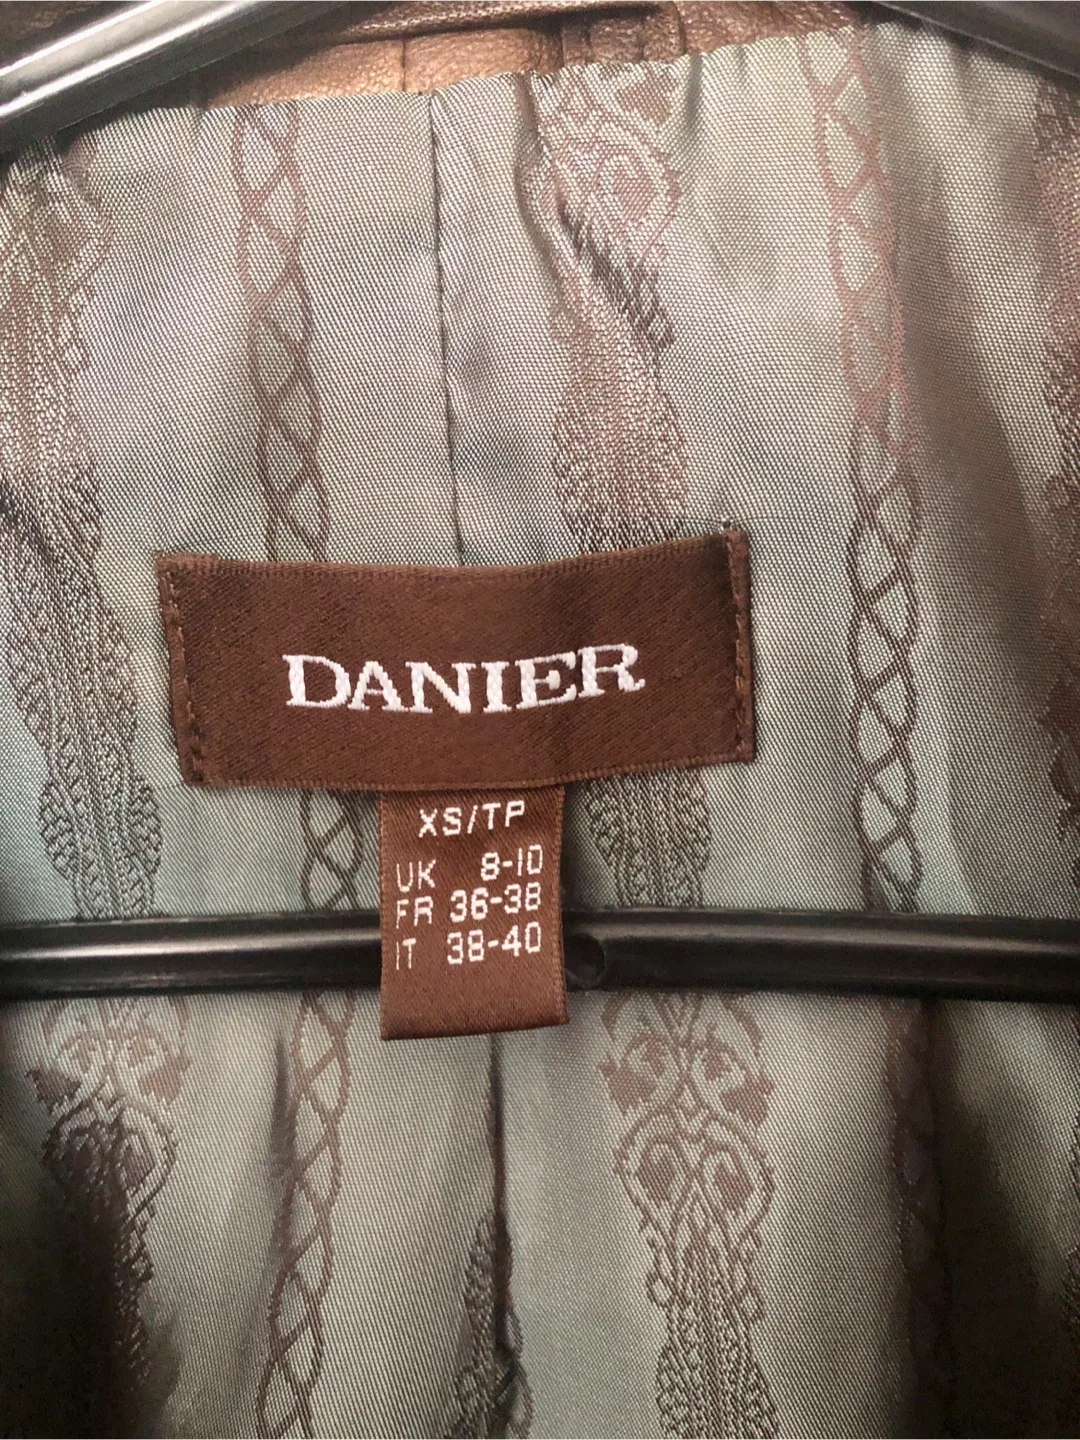 DANIER
XS/TP
UK 8-10
FR 36-38
IT 38-40